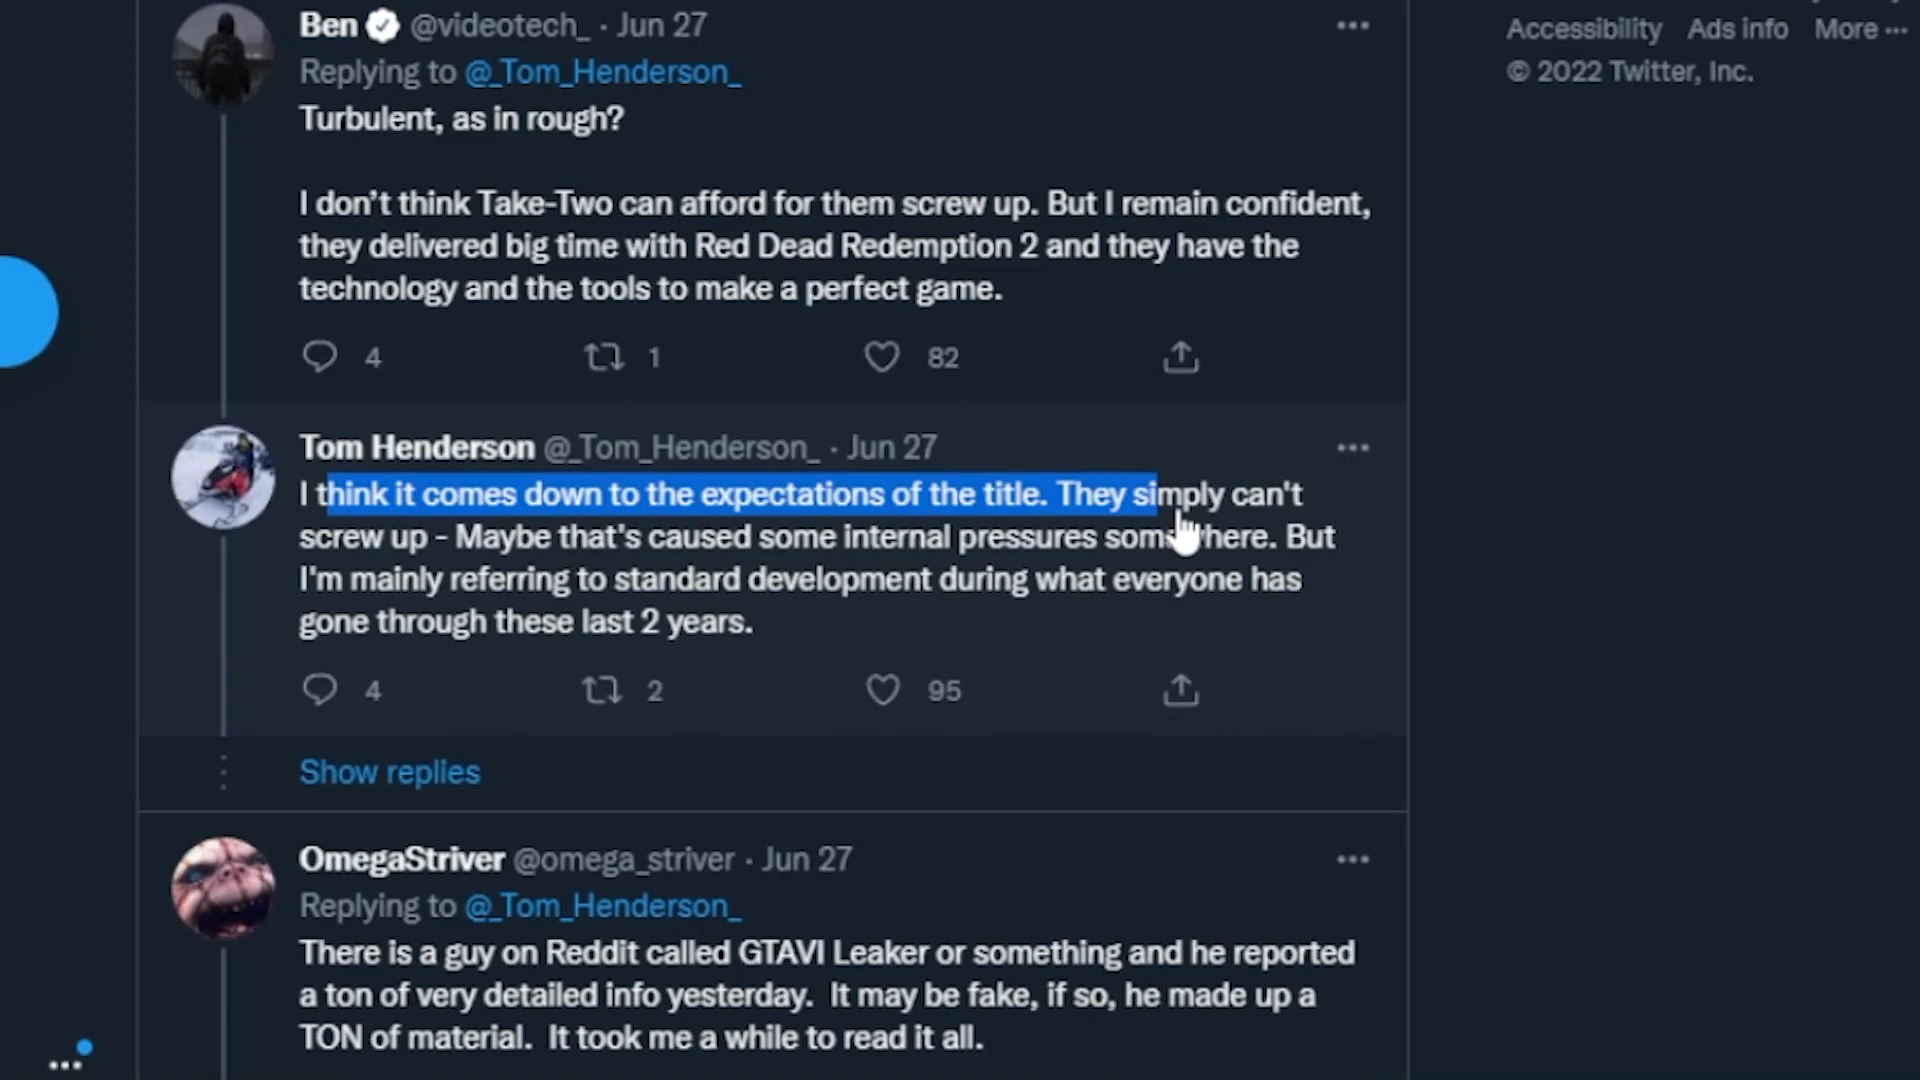 Ben @videotech_ · Jun 27
Replying to @_Tom_Henderson_
Turbulent, as in rough?
I don't think Take-Two can afford for them screw up. But I remain confident,
they delivered big time with Red Dead Redemption 2 and they have the
technology and the tools to make a perfect game.
4 1 82
Tom Henderson @_Tom_Henderson_ · Jun 27
I think it comes down to the expectations of the title. They simply can't
screw up - Maybe that's caused some internal pressures somewhere. But
I'm mainly referring to standard development during what everyone has
gone through these last 2 years.
4 2 95
Show replies
OmegaStriver @omega_striver · Jun 27
Replying to @_Tom_Henderson_
There is a guy on Reddit called GTAVI Leaker or something and he reported
a ton of very detailed info yesterday. It may be fake, if so, he made up a
TON of material. It took me a while to read it all.
Accessibility Ads info More ···
© 2022 Twitter, Inc.